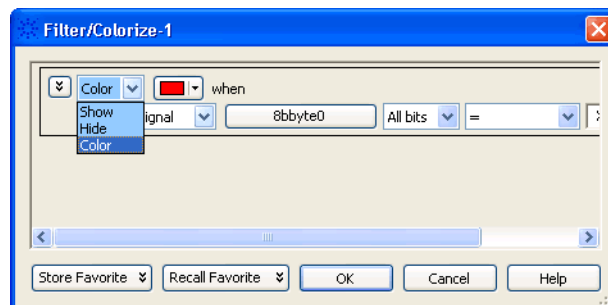 Filter/Colorize-1
Color when
Show
Hide
Color
ignal 8bbyte0 All bits =
Store Favorite Recall Favorite OK Cancel Help